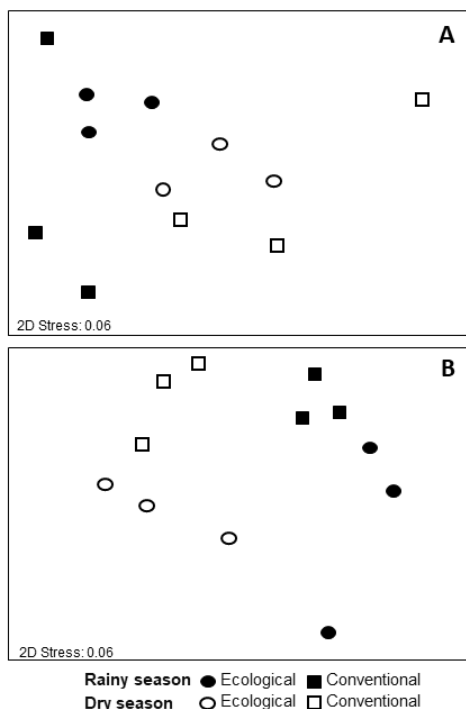 A
2D Stress: 0.06
B
2D Stress: 0.06
Rainy season Ecological Conventional
Dry season Ecological Conventional